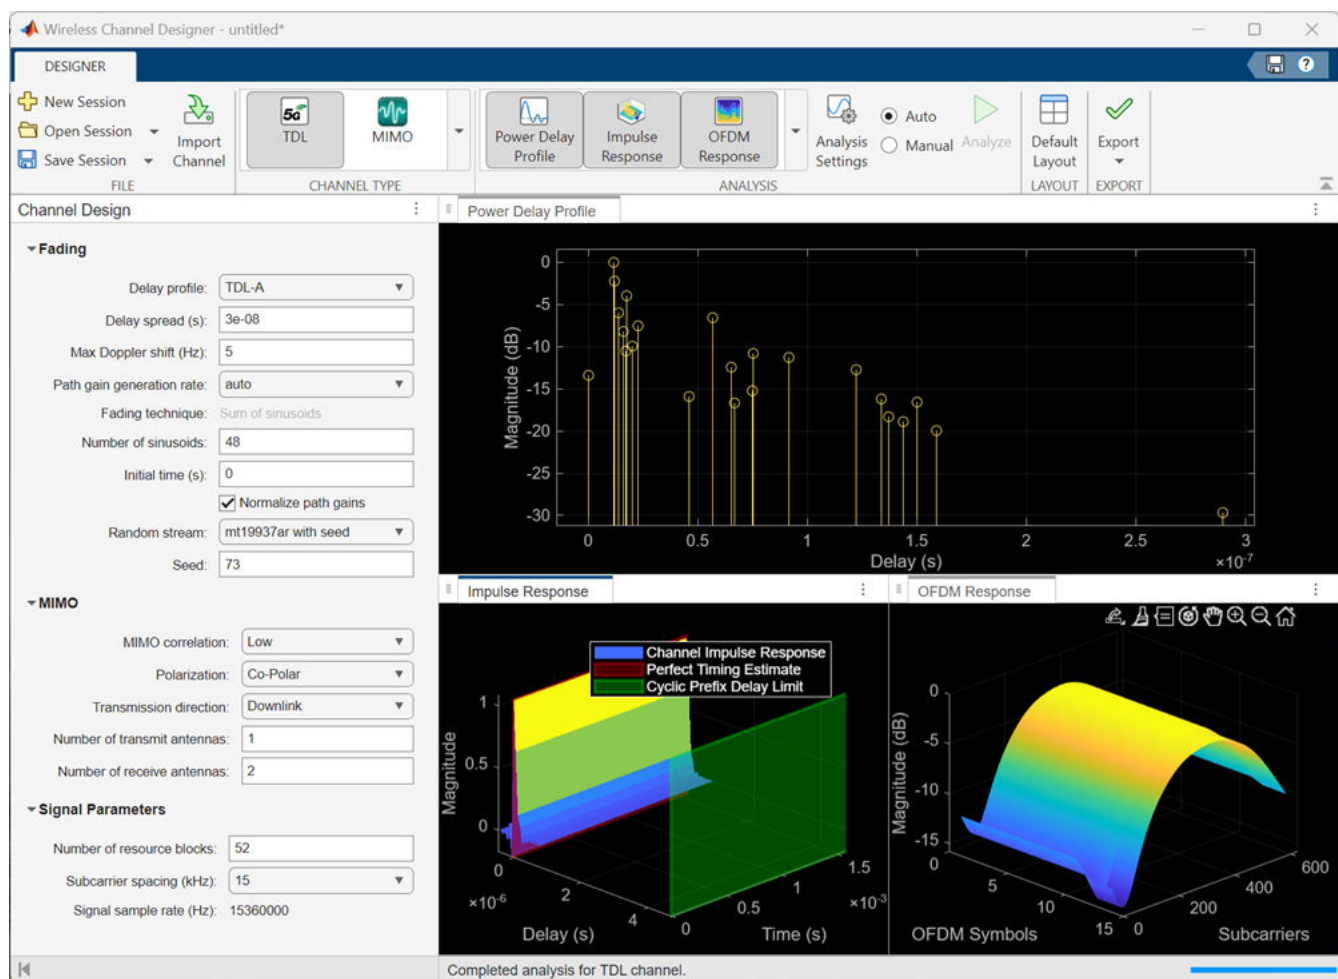 Wireless Channel Designer - untitled*
DESIGNER
New Session
Open Session
Save Session
Import
Channel
FILE
5G
TDL
MIMO
CHANNEL TYPE
Power Delay
Profile
Impulse
Response
OFDM
Response
Analysis
Settings
Auto
Manual
Analyze
ANALYSIS
Default
Layout
LAYOUT
Export
EXPORT
Channel Design
Fading
Delay profile: TDL-A
Delay spread (s): 3e-08
Max Doppler shift (Hz): 5
Path gain generation rate: auto
Fading technique: Sum of sinusoids
Number of sinusoids: 48
Initial time (s): 0
Normalize path gains
Random stream: mt19937ar with seed
Seed: 73
MIMO
MIMO correlation: Low
Polarization: Co-Polar
Transmission direction: Downlink
Number of transmit antennas: 1
Number of receive antennas: 2
Signal Parameters
Number of resource blocks: 52
Subcarrier spacing (kHz): 15
Signal sample rate (Hz): 15360000
Power Delay Profile
Magnitude (dB)
0
-5
-10
-15
-20
-25
-30
0 0.5 1 1.5 2 2.5 3
Delay (s)
×10⁻⁷
Impulse Response
Channel Impulse Response
Perfect Timing Estimate
Cyclic Prefix Delay Limit
Magnitude
1
0.5
0
0 2 4
×10⁻⁶
Delay (s)
0 0.5 1 1.5
×10⁻³
Time (s)
OFDM Response
Magnitude (dB)
0
-5
-10
-15
0 5 10 15
OFDM Symbols
0 200 400 600
Subcarriers
Completed analysis for TDL channel.